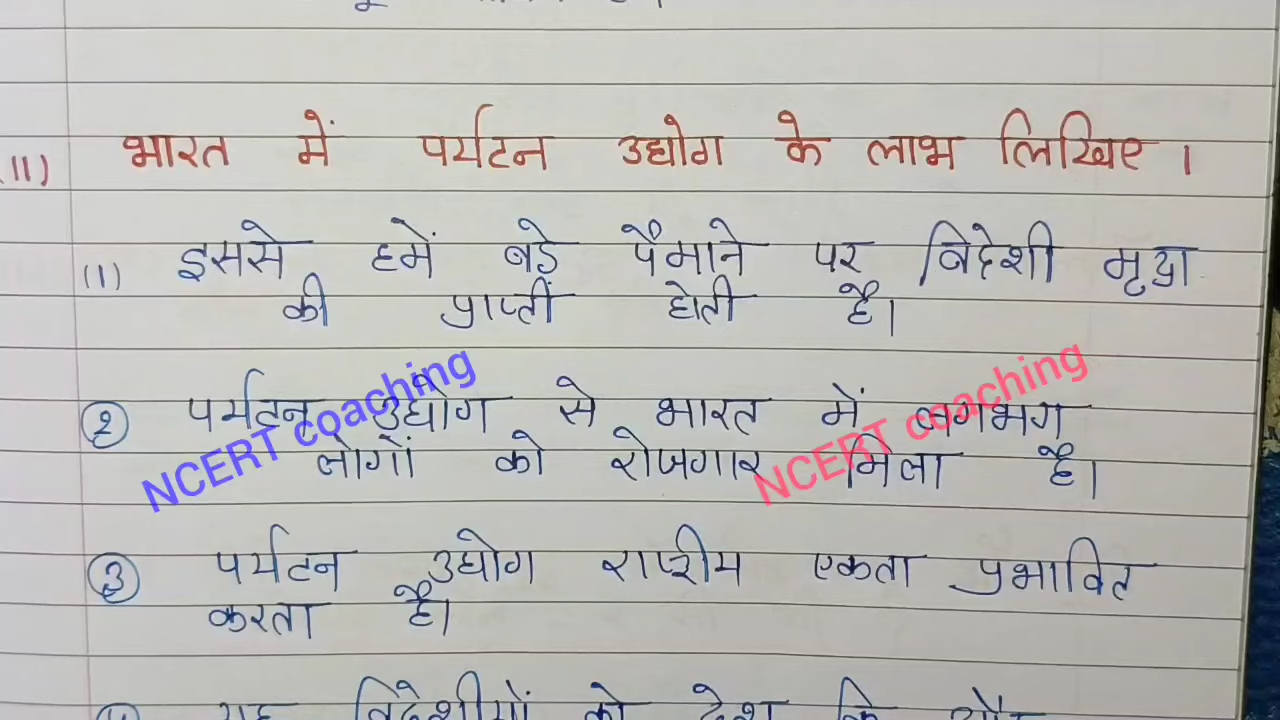 (11) भारत में पर्यटन उद्योग के लाभ लिखिए ।
(1) इससे हमें बड़े पैमाने पर विदेशी मृद्रा
की प्राप्तीं होती है।
② पर्यटन उद्योग से भारत में लगभग
लोगों को रोजगार मिला है।
NCERT coaching
NCERT coaching
③ पर्यटन उद्योग राष्ट्रीय एकता प्रभावित
करता है।
यह विदेशीयों को देश कि